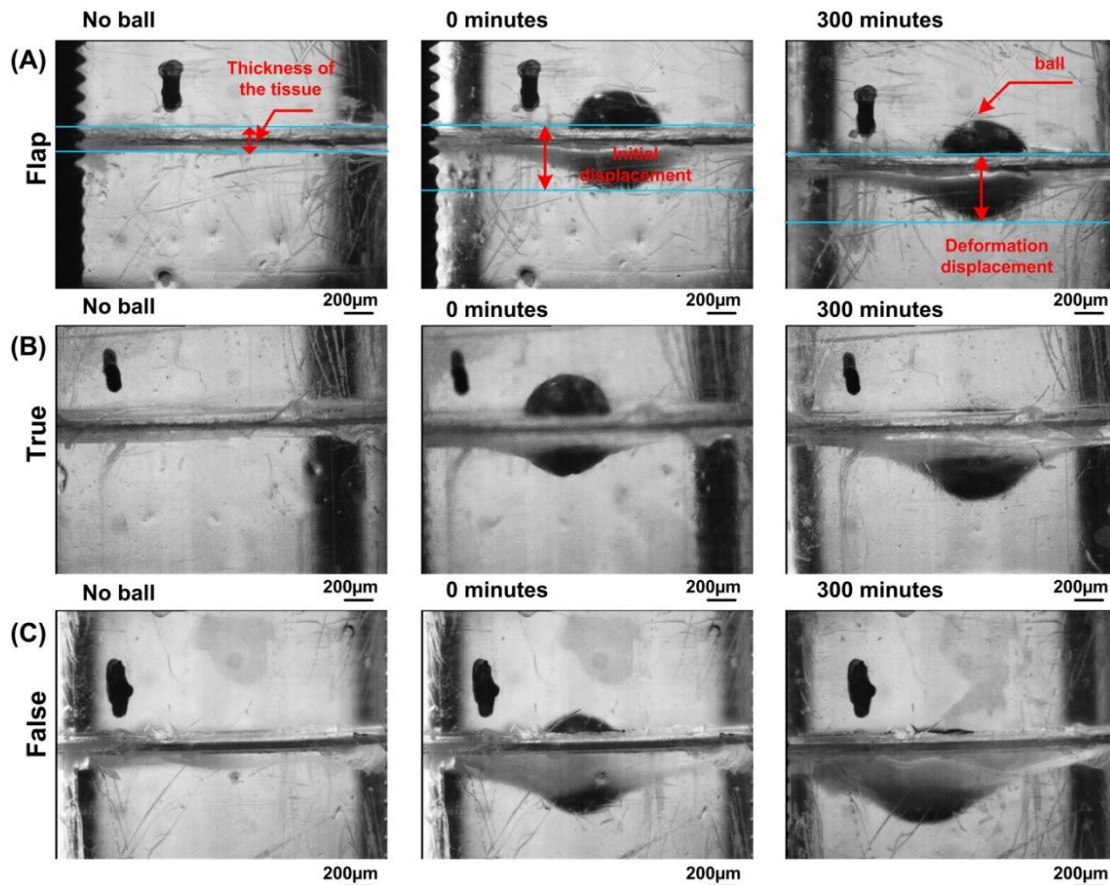 No ball
0 minutes
300 minutes
(A)
Flap
Thickness of
the tissue
Initial
displacement
ball
Deformation
displacement
200μm
200μm
200μm
No ball
0 minutes
300 minutes
(B)
True
200μm
200μm
200μm
No ball
0 minutes
300 minutes
(C)
False
200μm
200μm
200μm